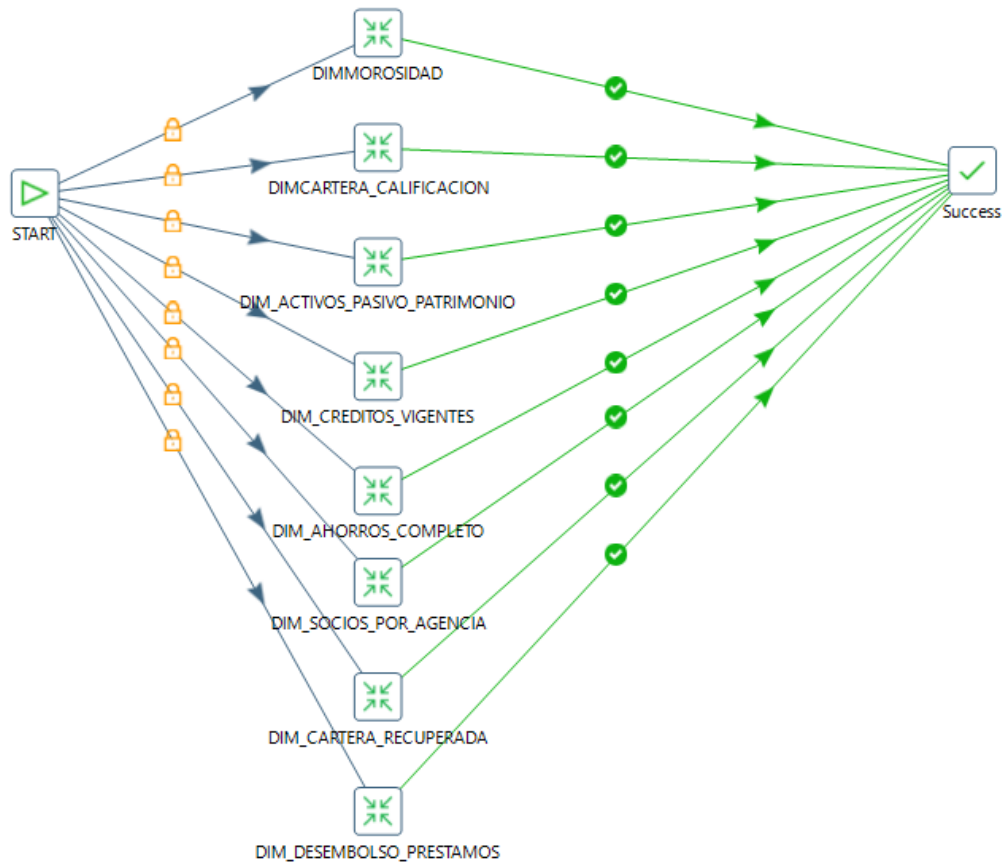 DIMMOROSIDAD
DIMCARTERA_CALIFICACION
START
Success
DIM_ACTIVOS_PASIVO_PATRIMONIO
DIM_CREDITOS_VIGENTES
DIM_AHORROS_COMPLETO
DIM_SOCIOS_POR_AGENCIA
DIM_CARTERA_RECUPERADA
DIM_DESEMBOLSO_PRESTAMOS